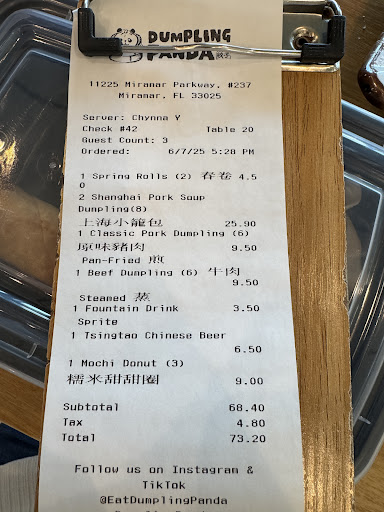 DUMPLING
PANDA
11225 Miramar Parkway, #237
Miramar, FL 33025
Server: Chynna Y
Check #42 Table 20
Guest Count: 3
Ordered: 6/7/25 5:28 PM
1 Spring Rolls (2) 春卷 4.5
0
2 Shanghai Pork Soup
Dumpling(8)
上海小籠包 25.90
1 Classic Pork Dumpling (6)
原味豬肉 9.50
Pan-Fried 煎
1 Beef Dumpling (6) 牛肉
9.50
Steamed 蒸
1 Fountain Drink 3.50
Sprite
1 Tsingtao Chinese Beer
6.50
1 Mochi Donut (3)
糯米甜甜圈 9.00
Subtotal 68.40
Tax 4.80
Total 73.20
Follow us on Instagram &
TikTok
@EatDumplingPanda